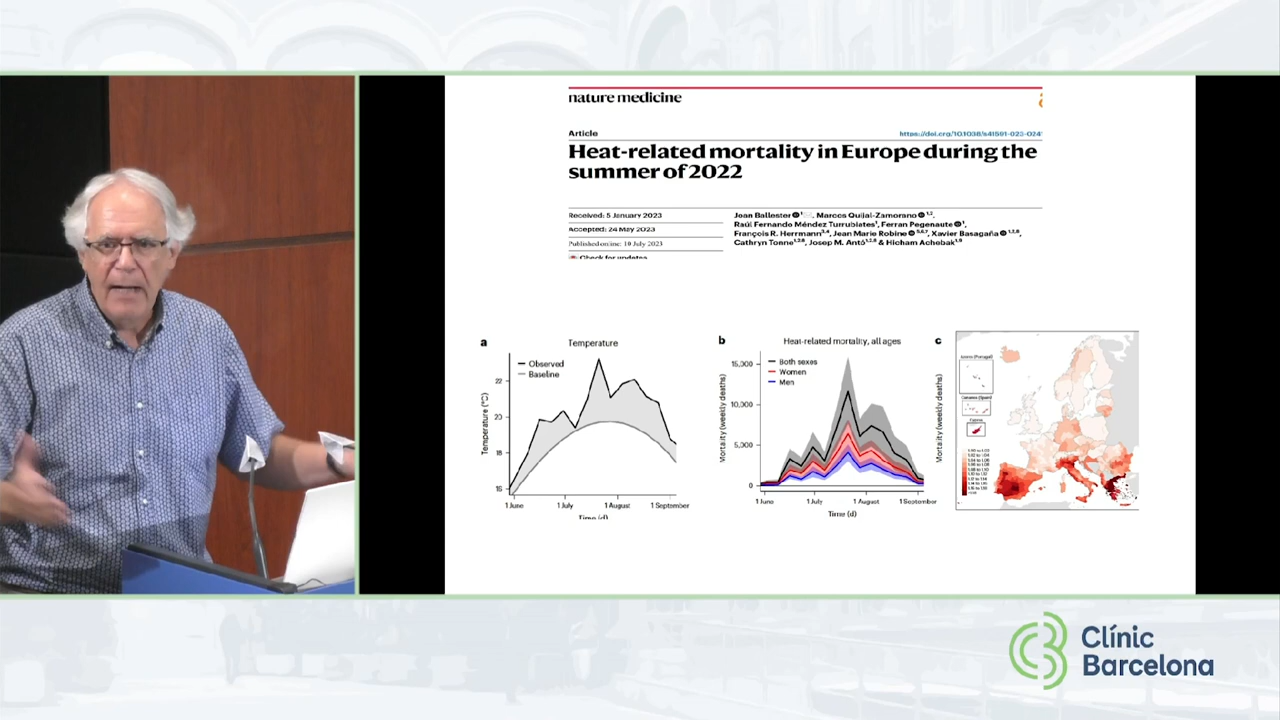 nature medicine
Article
https://doi.org/10.1038/s41591-023-024
Heat-related mortality in Europe during the
summer of 2022
Received: 5 January 2023
Accepted: 24 May 2023
Published online: 10 July 2023
Check for updates
Joan Ballester, Marcos Quijal-Zamorano,
Raúl Fernando Méndez Turrubiates, Ferran Pegenaute,
François R. Herrmann, Jean Marie Robine, Xavier Basagaña,
Cathryn Tonne, Josep M. Antó & Hicham Achebak
a
Temperature
Observed
Baseline
Temperature (°C)
22
20
18
16
1 June
1 July
1 August
1 September
Time (d)
b
Heat-related mortality, all ages
Both sexes
Women
Men
Mortality (weekly deaths)
15,000
10,000
5,000
0
1 June
1 July
1 August
1 September
Time (d)
c
Mortality (weekly deaths)
Clínic
Barcelona